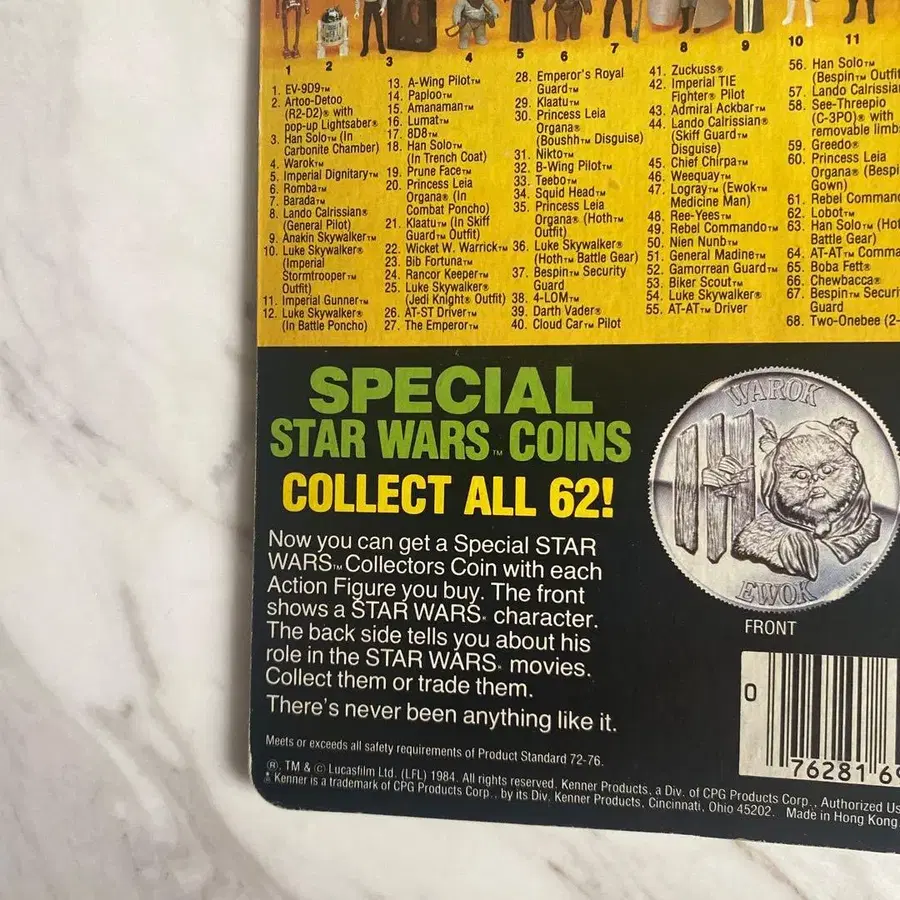 1 2 3 4 5 6 7 8 9 10 11
1. EV-9D9™
2. Artoo-Detoo
(R2-D2)® with
pop-up Lightsaber®
3. Han Solo™ (In
Carbonite Chamber)
4. Warok™
5. Imperial Dignitary™
6. Romba™
7. Barada™
8. Lando Calrissian®
(General Pilot)
9. Anakin Skywalker™
10. Luke Skywalker®
(Imperial
Stormtrooper™
Outfit)
11. Imperial Gunner™
12. Luke Skywalker®
(In Battle Poncho)
13. A-Wing Pilot™
14. Paploo™
15. Amanaman™
16. Lumat™
17. 8D8™
18. Han Solo™
(In Trench Coat)
19. Prune Face™
20. Princess Leia
Organa® (In
Combat Poncho)
21. Klaatu™ (In Skiff
Guard™ Outfit)
22. Wicket W. Warrick™
23. Bib Fortuna™
24. Rancor Keeper™
25. Luke Skywalker®
(Jedi Knight® Outfit)
26. AT-ST Driver™
27. The Emperor™
28. Emperor's Royal
Guard™
29. Klaatu™
30. Princess Leia
Organa®
(Boushh™ Disguise)
31. Nikto™
32. B-Wing Pilot™
33. Teebo™
34. Squid Head™
35. Princess Leia
Organa® (Hoth™
Outfit)
36. Luke Skywalker®
(Hoth™ Battle Gear)
37. Bespin™ Security
Guard
38. 4-LOM™
39. Darth Vader®
40. Cloud Car™ Pilot
41. Zuckuss®
42. Imperial TIE
Fighter® Pilot
43. Admiral Ackbar™
44. Lando Calrissian®
(Skiff Guard™
Disguise)
45. Chief Chirpa™
46. Weequay™
47. Logray™ (Ewok™
Medicine Man)
48. Ree-Yees™
49. Rebel Commando™
50. Nien Nunb™
51. General Madine™
52. Gamorrean Guard™
53. Biker Scout™
54. Luke Skywalker®
55. AT-AT™ Driver
56. Han Solo™
(Bespin™ Outfi
57. Lando Calrissia
58. See-Threepio
(C-3PO)® with
removable limb
59. Greedo®
60. Princess Leia
Organa® (Bespi
Gown)
61. Rebel Comman
62. Lobot™
63. Han Solo™ (Ho
Battle Gear)
64. AT-AT™ Comma
65. Boba Fett®
66. Chewbacca®
67. Bespin™ Securi
Guard
68. Two-Onebee (2-
SPECIAL
STAR WARS™ COINS
COLLECT ALL 62!
Now you can get a Special STAR
WARS™ Collectors Coin with each
Action Figure you buy. The front
shows a STAR WARS® character.
The back side tells you about his
role in the STAR WARS® movies.
Collect them or trade them.
There's never been anything like it.
WAROK
EWOK
FRONT
0 76281 69
Meets or exceeds all safety requirements of Product Standard 72-76.
®, TM & © Lucasfilm Ltd. (LFL) 1984. All rights reserved. Kenner Products, a Div. of CPG Products Corp., Authorized Us
Kenner is a trademark of CPG Products Corp., by its Div. Kenner Products, Cincinnati, Ohio 45202. Made in Hong Kong